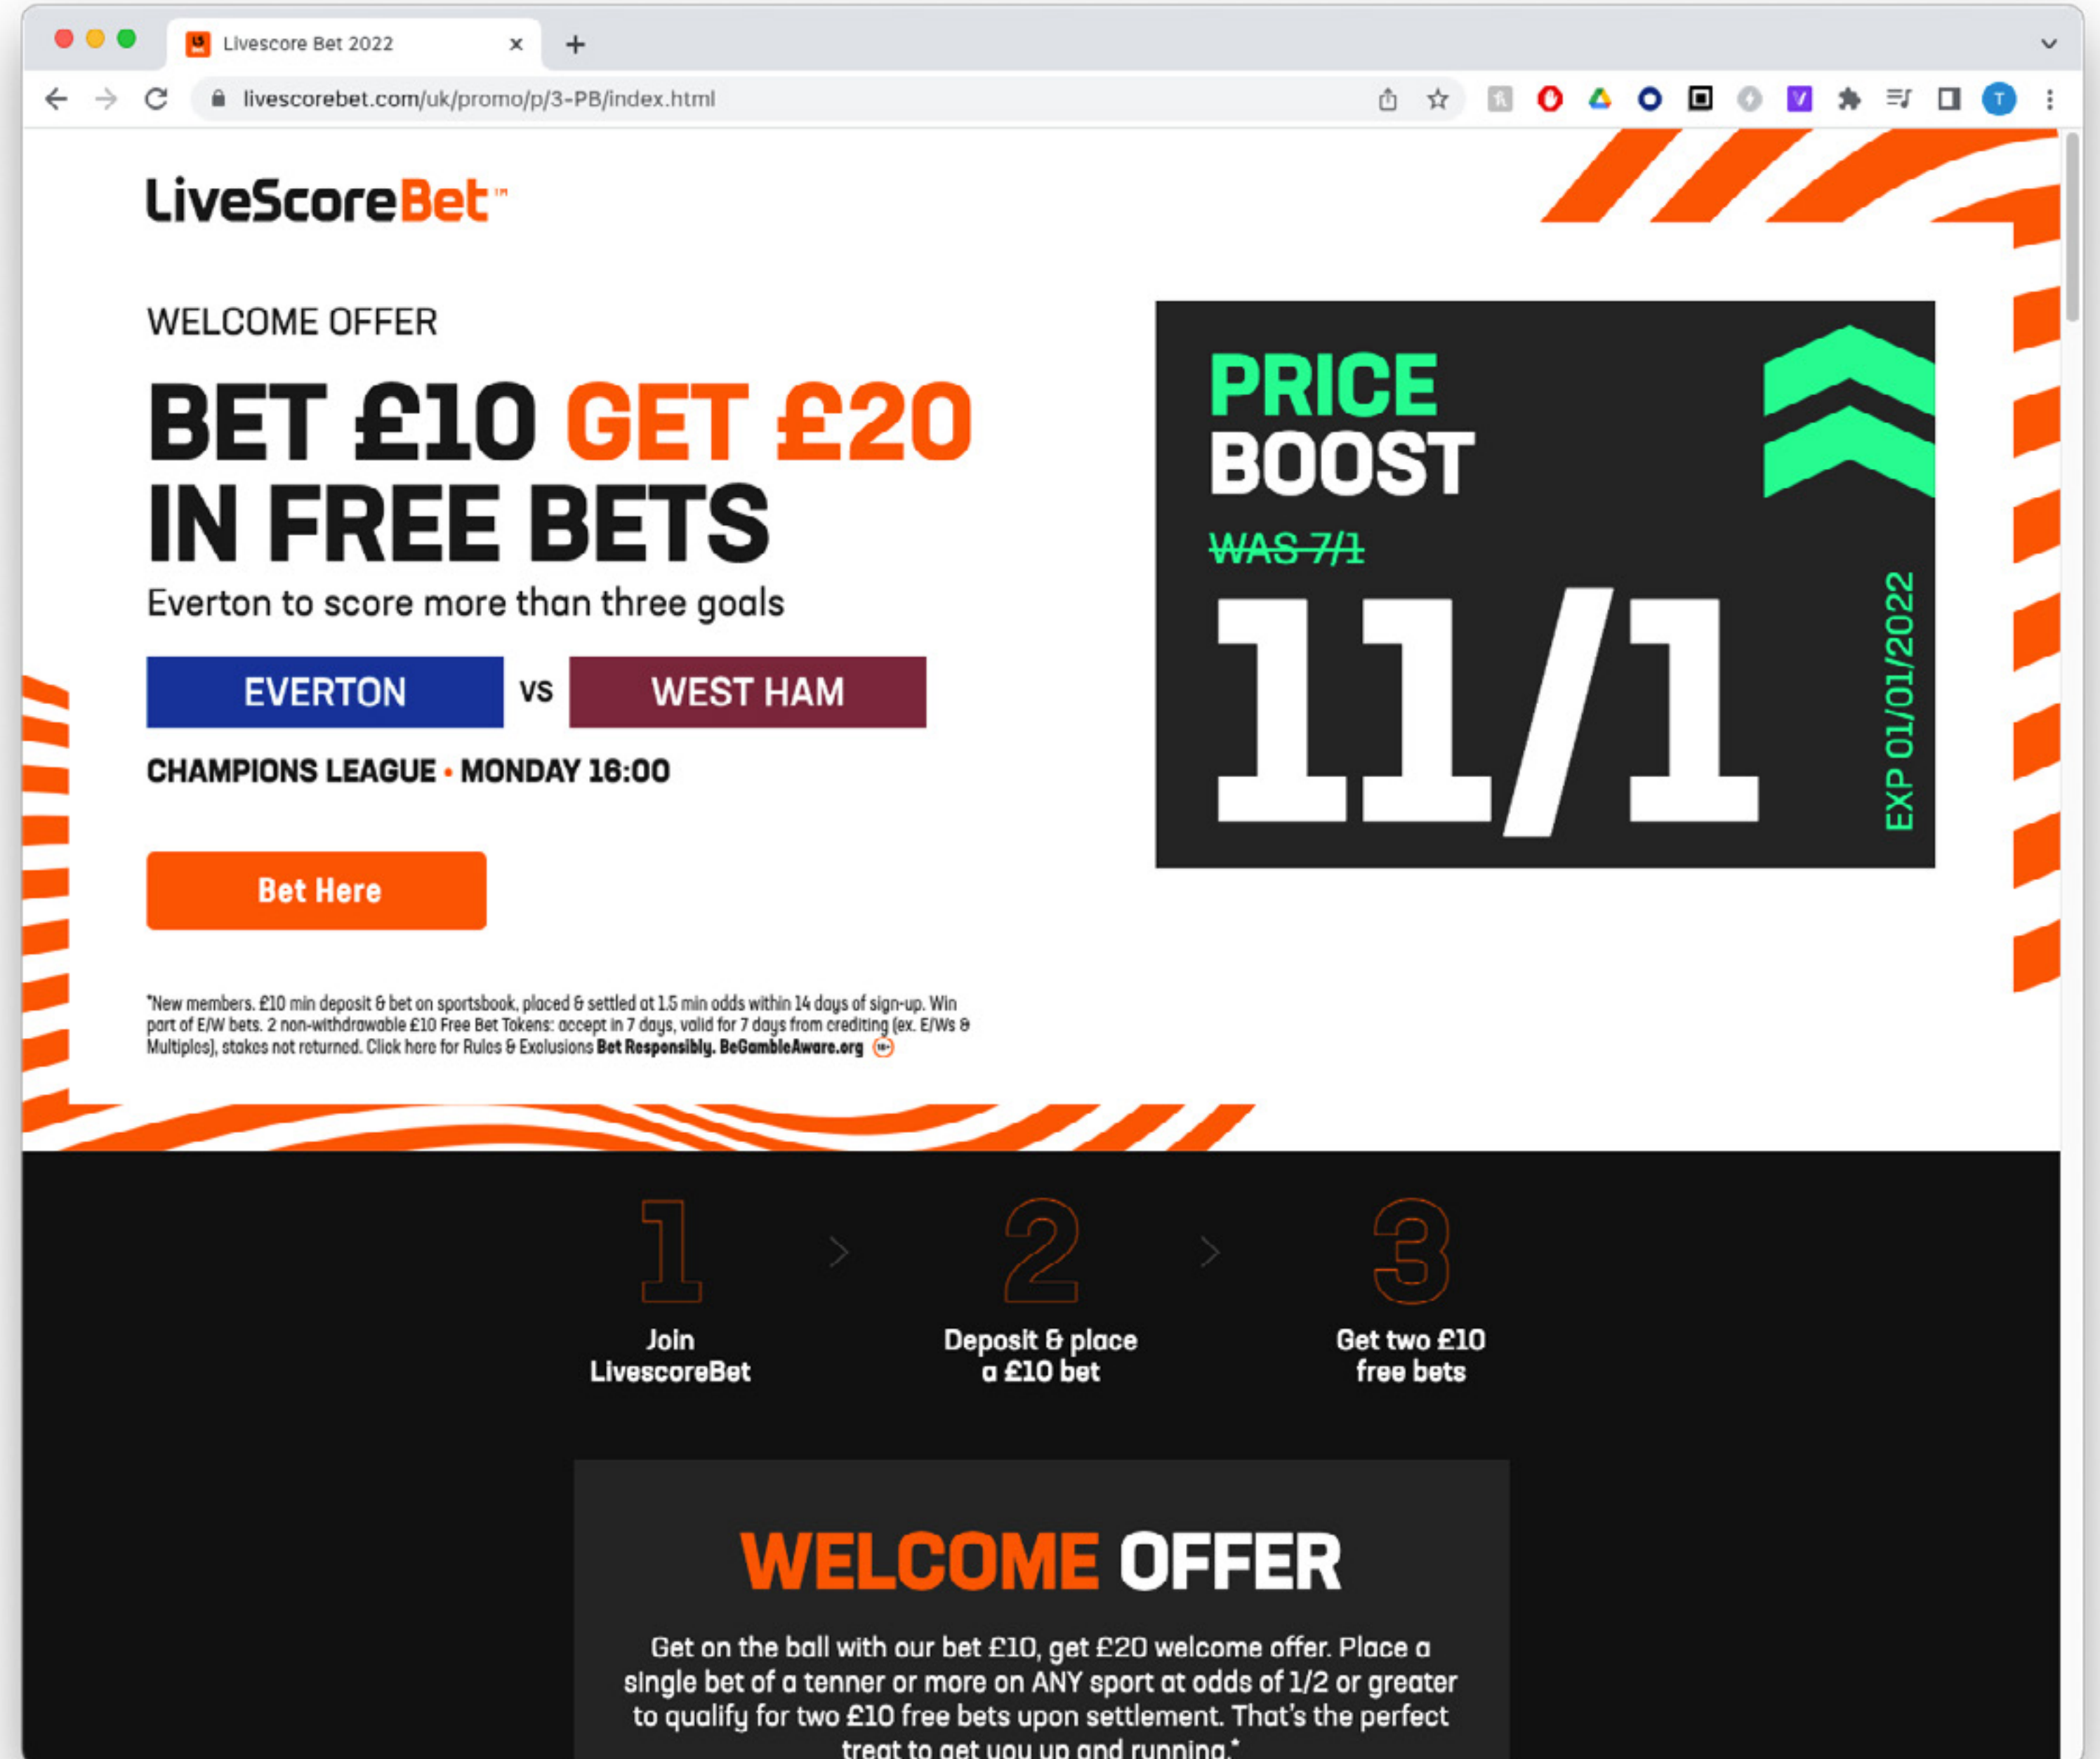 Livescore Bet 2022
livescorebet.com/uk/promo/p/3-PB/index.html
T
LiveScoreBet™
WELCOME OFFER
BET £10 GET £20
IN FREE BETS
Everton to score more than three goals
EVERTON VS WEST HAM
CHAMPIONS LEAGUE • MONDAY 16:00
Bet Here
*New members. £10 min deposit & bet on sportsbook, placed & settled at 1.5 min odds within 14 days of sign-up. Win
part of E/W bets. 2 non-withdrawable £10 Free Bet Tokens: accept in 7 days, valid for 7 days from crediting (ex. E/Ws &
Multiples), stakes not returned. Click here for Rules & Exclusions Bet Responsibly. BeGambleAware.org 18+
PRICE
BOOST
WAS 7/1
11/1
EXP 01/01/2022
1 > 2 > 3
Join
LivescoreBet
Deposit & place
a £10 bet
Get two £10
free bets
WELCOME OFFER
Get on the ball with our bet £10, get £20 welcome offer. Place a
single bet of a tenner or more on ANY sport at odds of 1/2 or greater
to qualify for two £10 free bets upon settlement. That's the perfect
treat to get you up and running.*